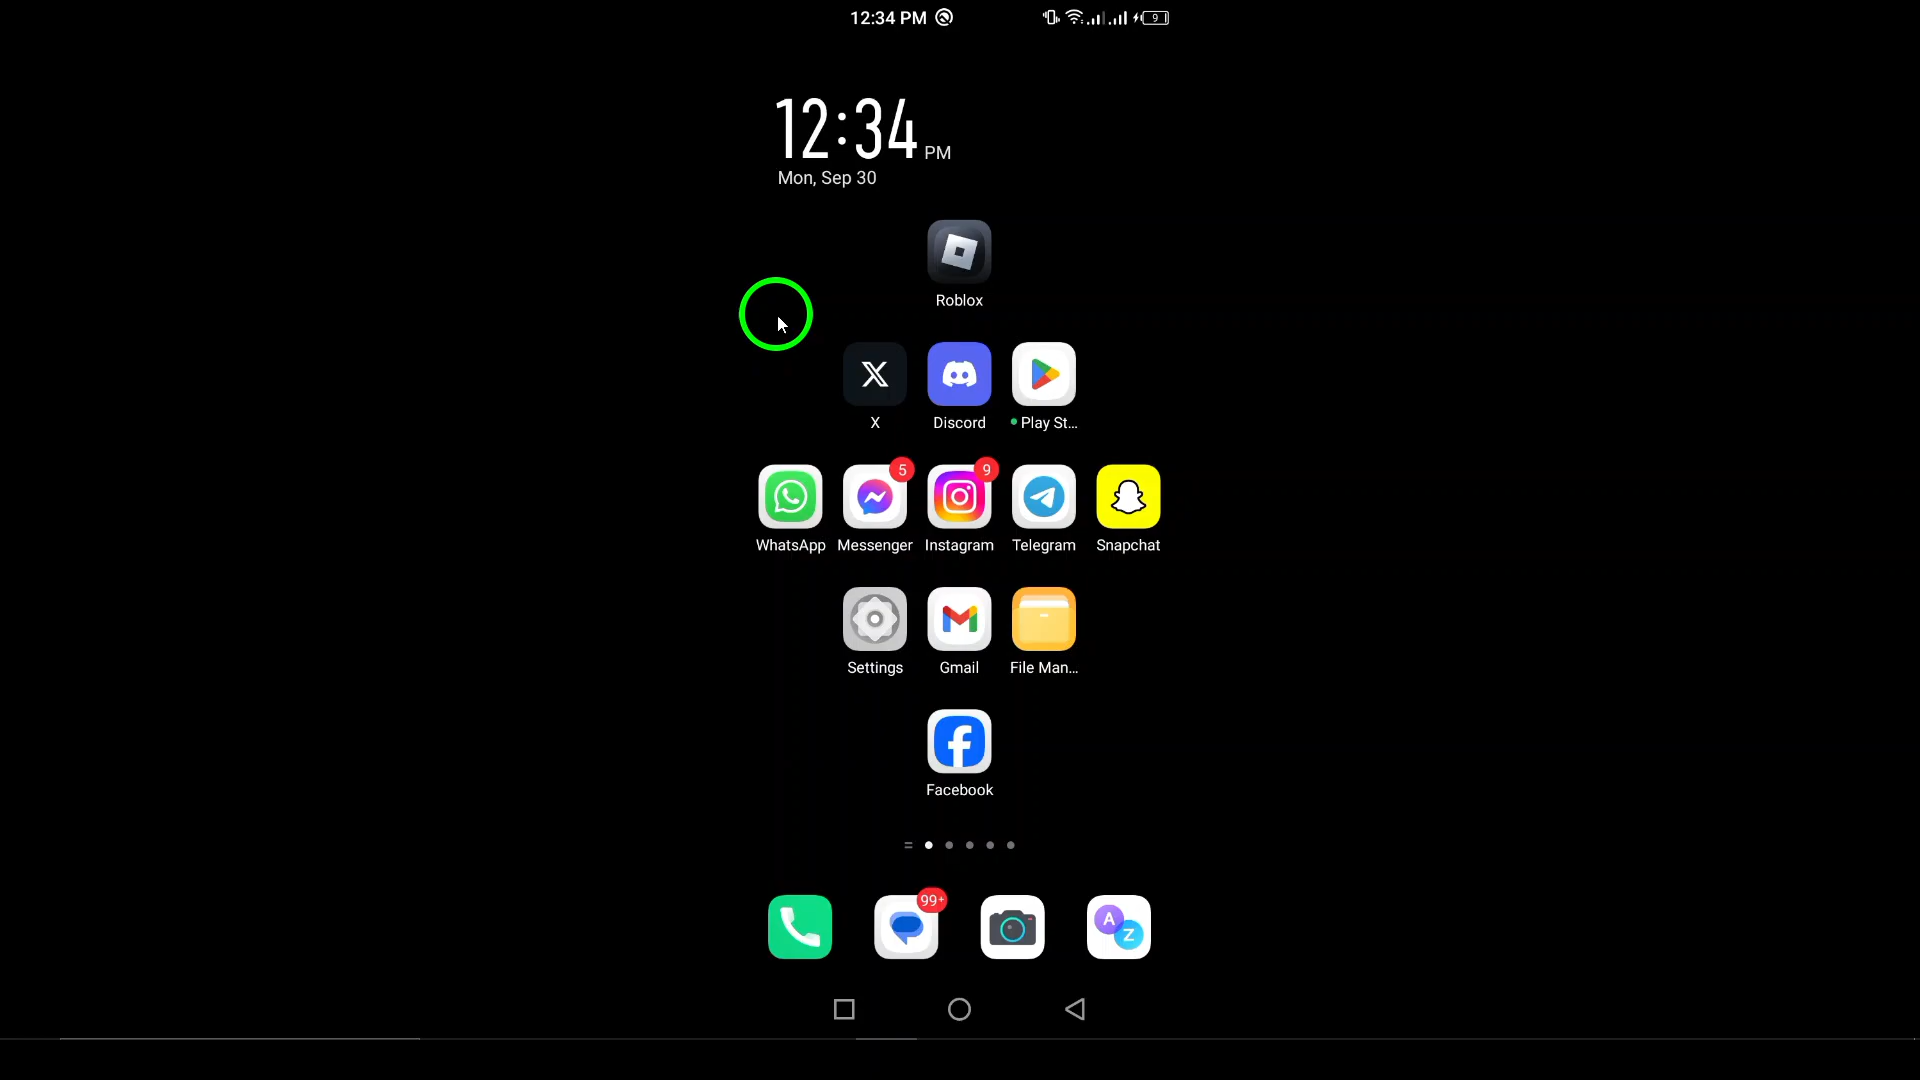 12:34 PM
9
12:34 PM
Mon, Sep 30
Roblox
X
Discord
Play St...
5
9
WhatsApp
Messenger
Instagram
Telegram
Snapchat
Settings
Gmail
File Man...
Facebook
99+
A
Z